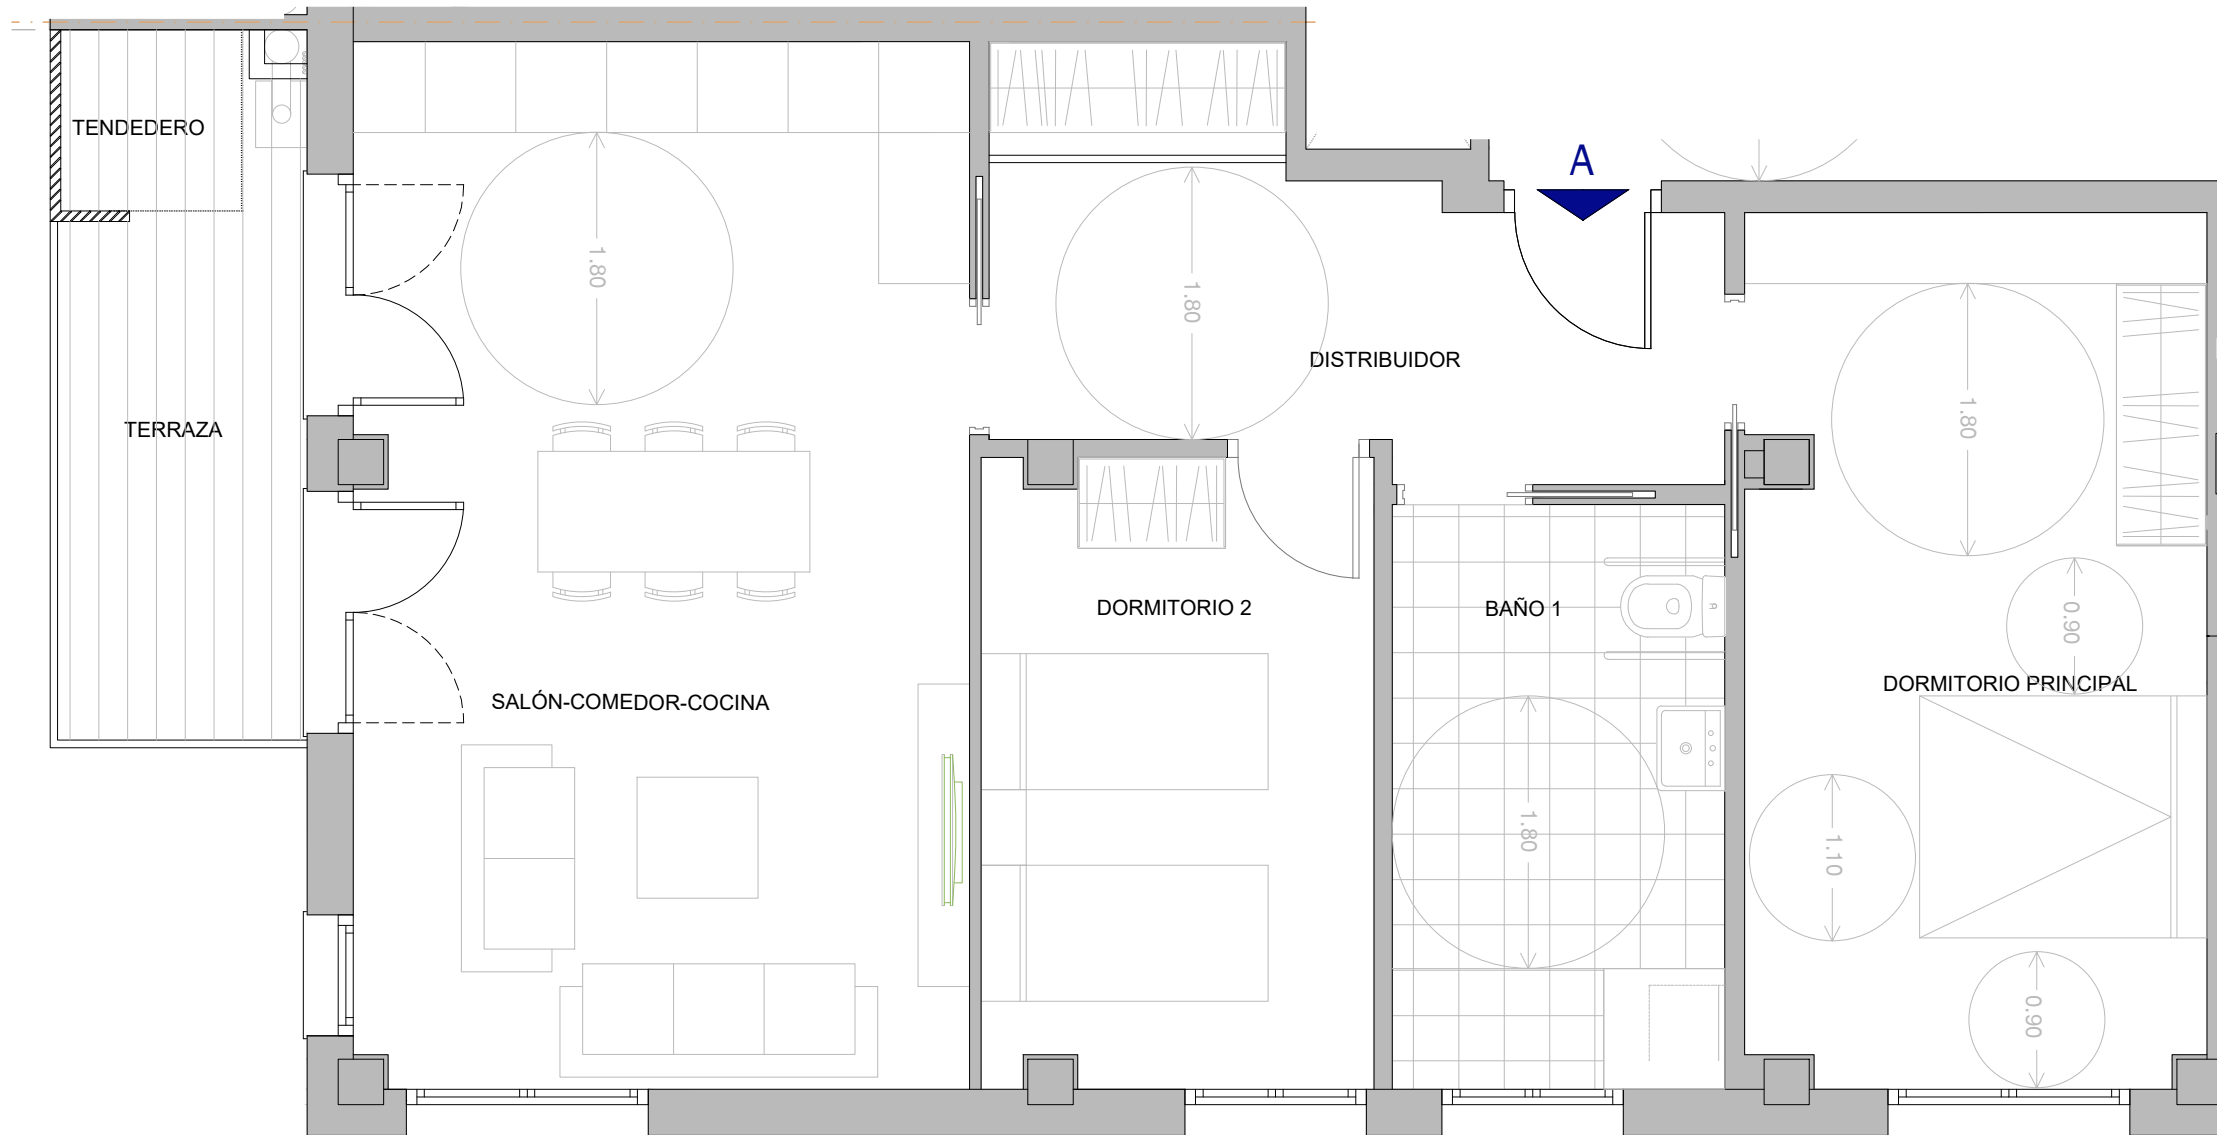 A
TENDEDERO
1.80
1.80
DISTRIBUIDOR
1.80
TERRAZA
DORMITORIO 2
BAÑO 1
0.90
DORMITORIO PRINCIPAL
SALÓN-COMEDOR-COCINA
1.80
1.10
0.90